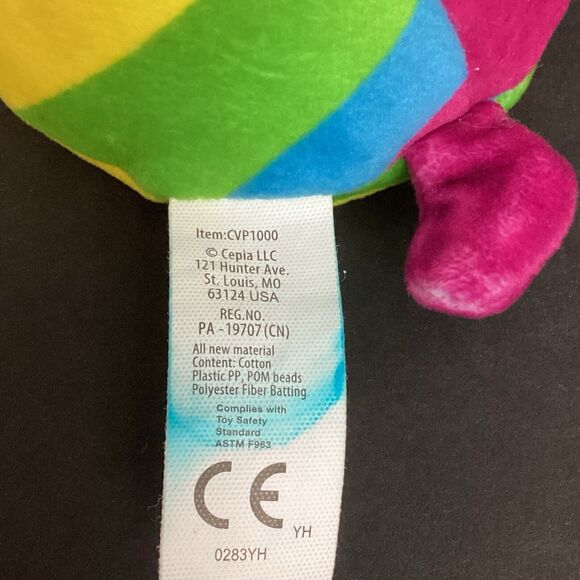 Item:CVP1000
© Cepia LLC
121 Hunter Ave.
St. Louis, MO
63124 USA
REG.NO.
PA -19707 (CN)
All new material
Content: Cotton
Plastic PP, POM beads
Polyester Fiber Batting
Complies with
Toy Safety
Standard
ASTM F963
CE
YH
0283YH